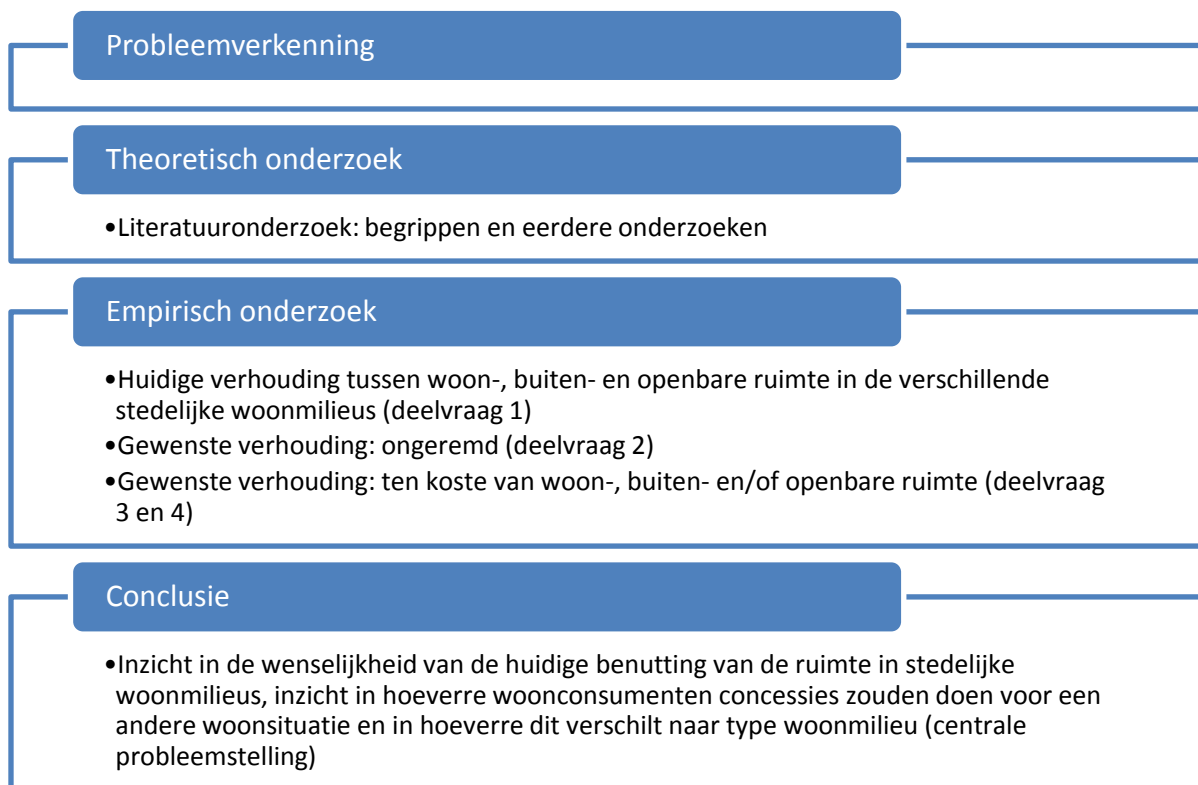 Probleemverkenning
Theoretisch onderzoek
•Literatuuronderzoek: begrippen en eerdere onderzoeken
Empirisch onderzoek
•Huidige verhouding tussen woon-, buiten- en openbare ruimte in de verschillende
stedelijke woonmilieus (deelvraag 1)
•Gewenste verhouding: ongeremd (deelvraag 2)
•Gewenste verhouding: ten koste van woon-, buiten- en/of openbare ruimte (deelvraag
3 en 4)
Conclusie
•Inzicht in de wenselijkheid van de huidige benutting van de ruimte in stedelijke
woonmilieus, inzicht in hoeverre woonconsumenten concessies zouden doen voor een
andere woonsituatie en in hoeverre dit verschilt naar type woonmilieu (centrale
probleemstelling)